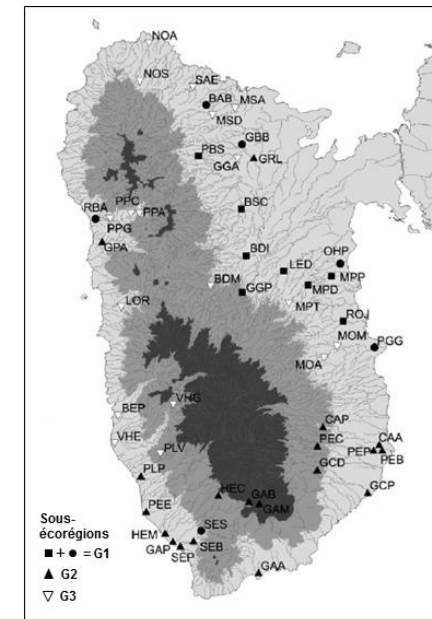 NOA
NOS
SAE
BAB
MSA
MSD
GBB
PBS
GGA
GRL
PPC
RBA
PPA
BSC
PPG
GPA
BDI
OHP
LED
BDM
MPP
MPD
GGP
LOR
MPT
ROJ
MOM
PGG
MOA
VHG
BEP
CAP
VHE
PEC
CAA
PLV
PEP
PEB
PLP
GCD
HEC
GAB
GCP
PEE
GAM
SES
HEM
GAP
SEB
SEP
GAA
Sous-
écorégions
■ + ● = G1
▲ G2
▽ G3